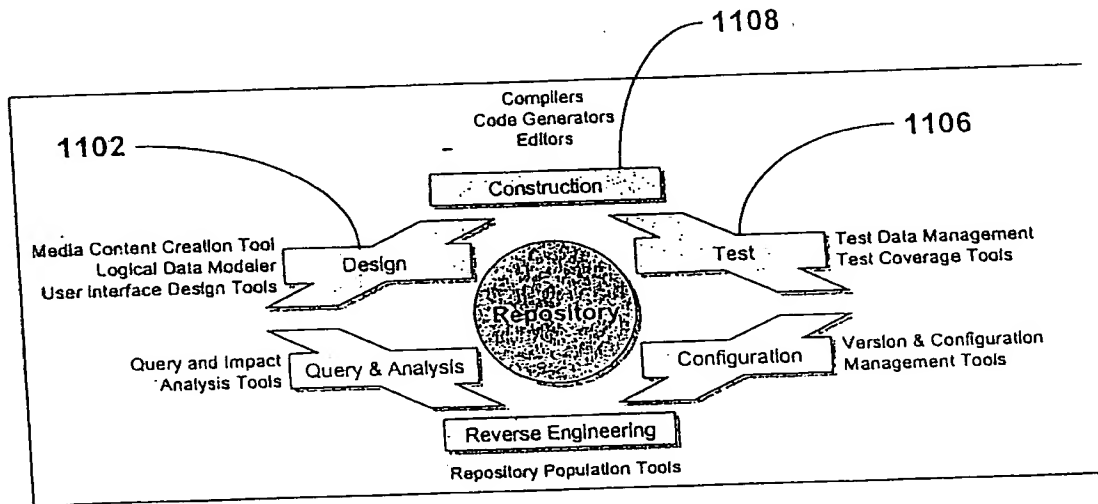 1108
Compilers
Code Generators
Editors
1106
1102
Construction
Media Content Creation Tool
Logical Data Modeler
User Interface Design Tools
Design
Test
Test Data Management
Test Coverage Tools
Repository
Query and Impact
Analysis Tools
Query & Analysis
Configuration
Version & Configuration
Management Tools
Reverse Engineering
Repository Population Tools